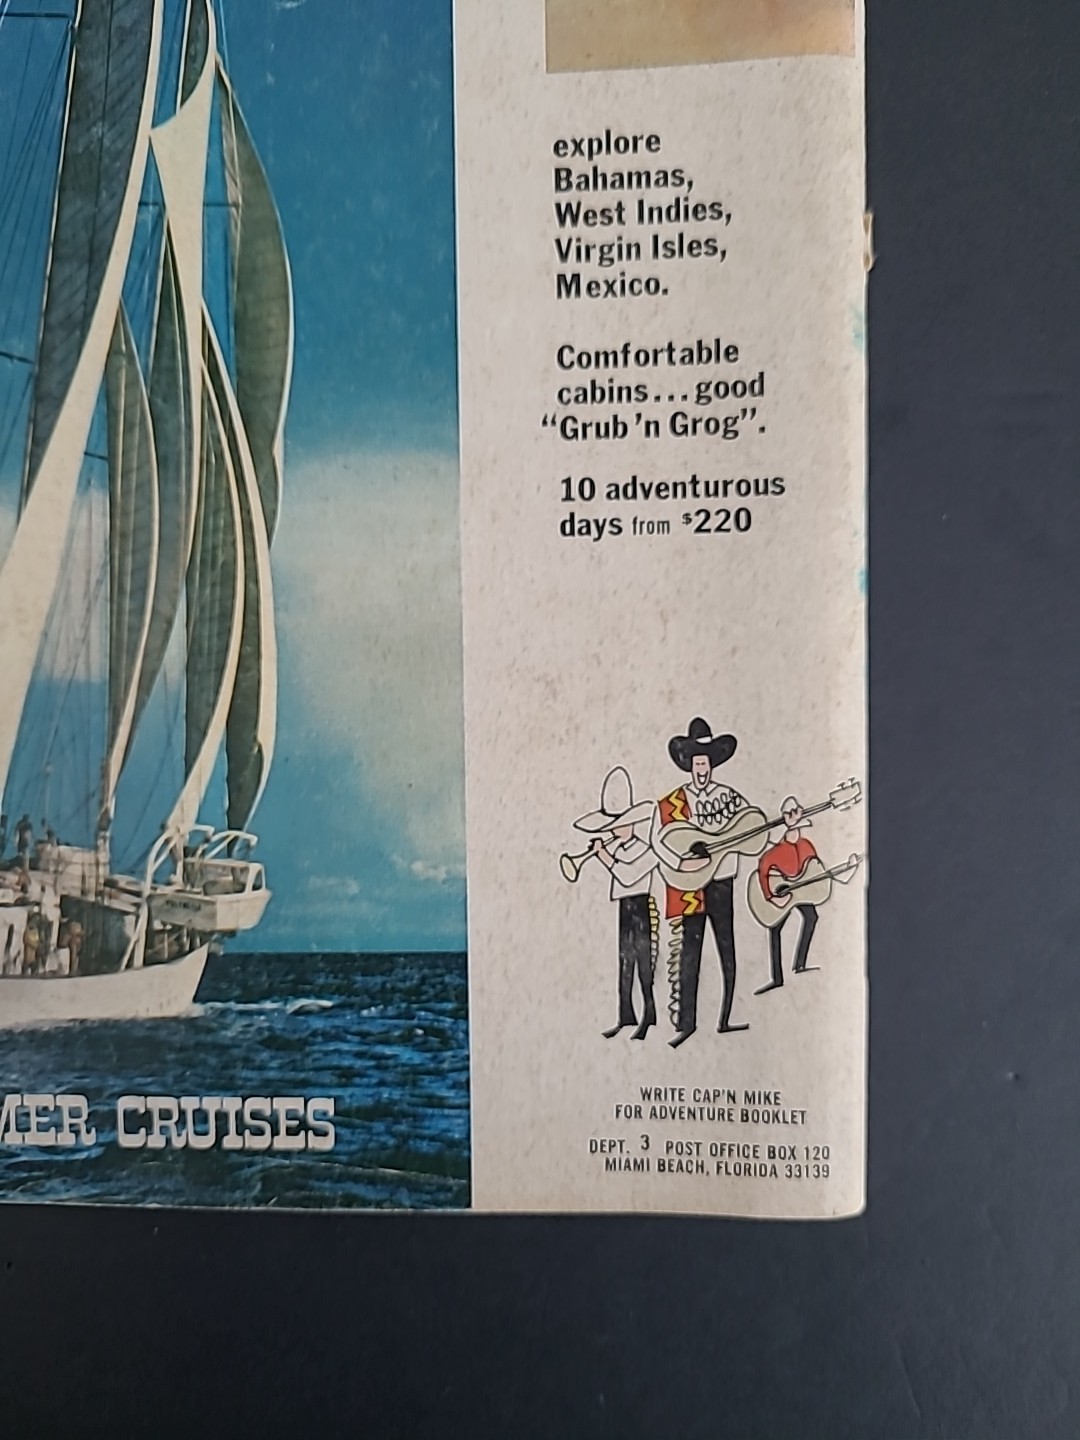 explore
Bahamas,
West Indies,
Virgin Isles,
Mexico.
Comfortable
cabins...good
“Grub ’n Grog”.
10 adventurous
days from $220
MER CRUISES
WRITE CAP'N MIKE
FOR ADVENTURE BOOKLET
DEPT. 3 POST OFFICE BOX 120
MIAMI BEACH, FLORIDA 33139